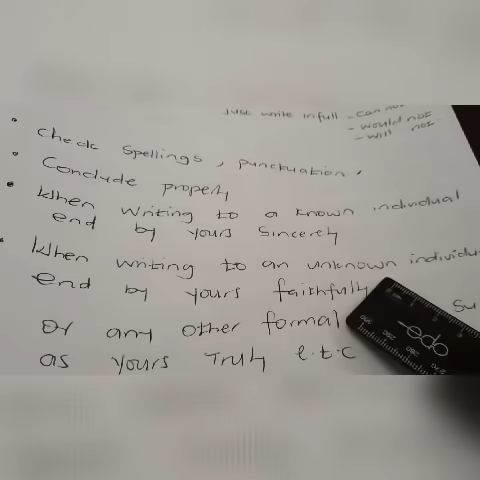 Just write in full - can not
- would not
- will not
• Check Spellings, punctuation,
• Conclude properly
• When writing to a known individual
end by yours sincerely
• When writing to an unknown individu
end by yours faithfully
Or any other formal Su
as yours Truly e.t.c